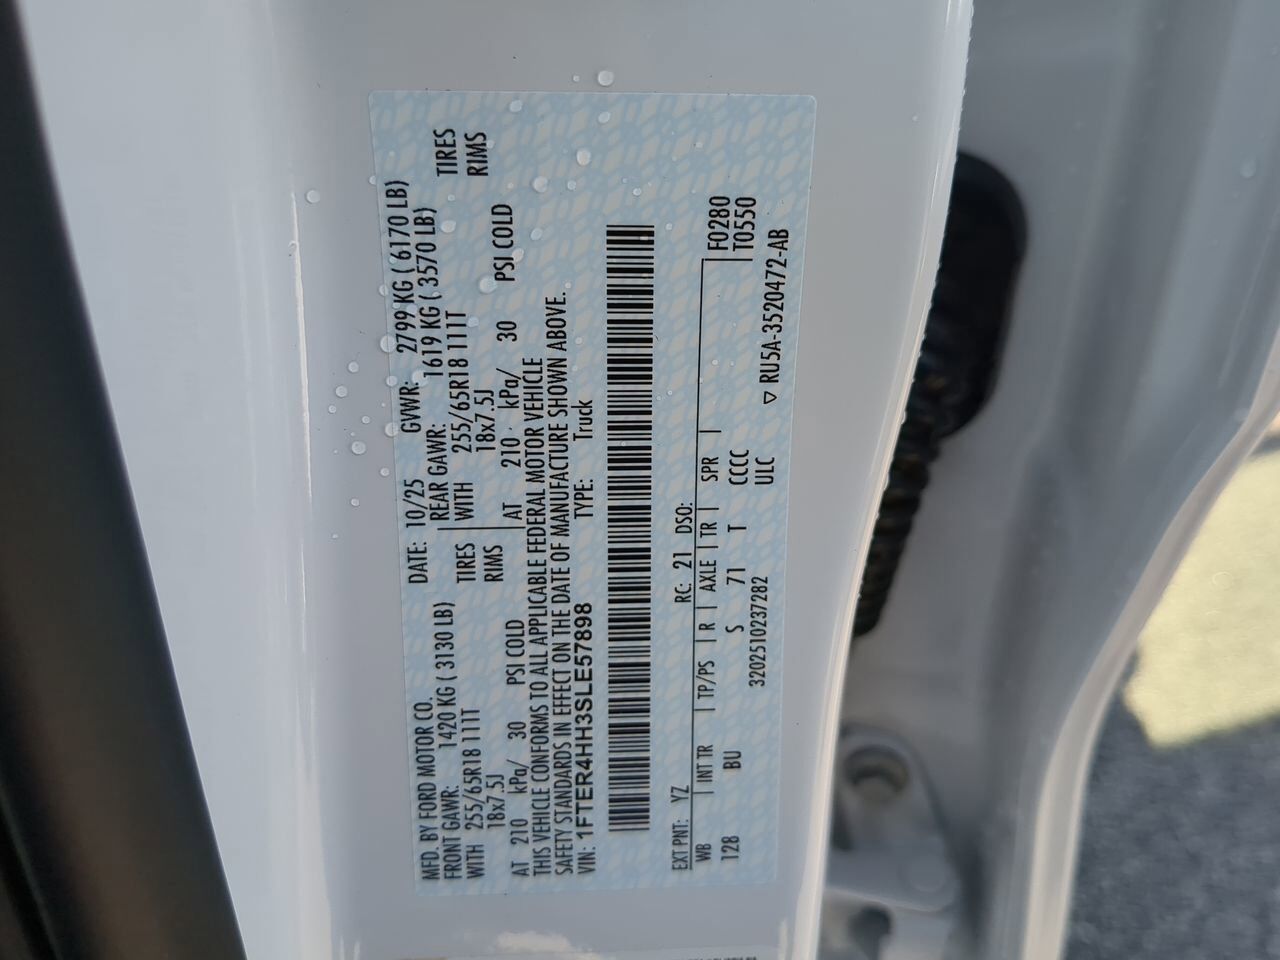 MFD. BY FORD MOTOR CO. DATE: 10/25 GVWR: 2799 KG ( 6170 LB)
FRONT GAWR: 1420 KG ( 3130 LB) REAR GAWR: 1619 KG ( 3570 LB)
WITH 255/65R18 111T TIRES WITH 255/65R18 111T TIRES
18x7.5J RIMS 18x7.5J RIMS
AT 210 kPa/ 30 PSI COLD AT 210 kPa/ 30 PSI COLD
THIS VEHICLE CONFORMS TO ALL APPLICABLE FEDERAL MOTOR VEHICLE
SAFETY STANDARDS IN EFFECT ON THE DATE OF MANUFACTURE SHOWN ABOVE.
VIN: 1FTER4HH3SLE57898 TYPE: Truck
EXT PNT: YZ RC: 21 DSO:
WB INT TR TP/PS R AXLE TR SPR F0280
128 BU S 71 T CCCC T0550
3202510237282 ULC
▽ RU5A-3520472-AB